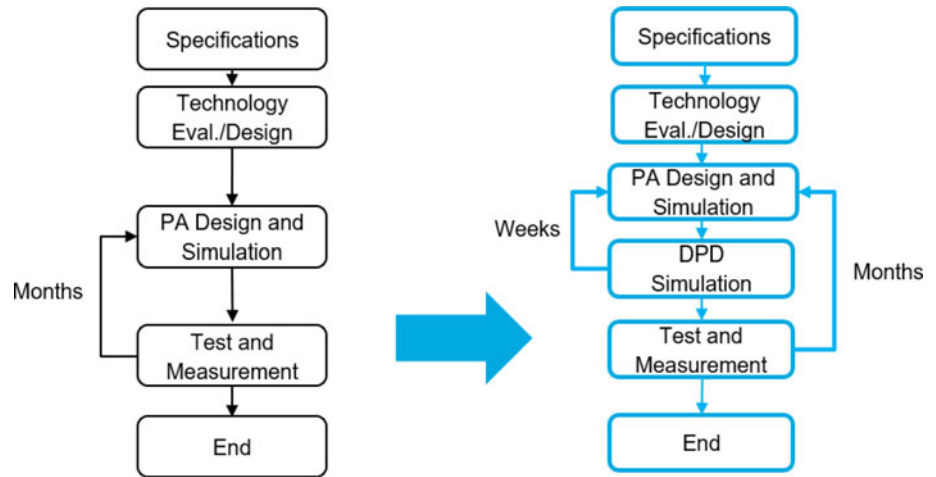 Specifications
Technology
Eval./Design
PA Design and
Simulation
Months
Test and
Measurement
End
Specifications
Technology
Eval./Design
PA Design and
Simulation
Weeks
DPD
Simulation
Months
Test and
Measurement
End